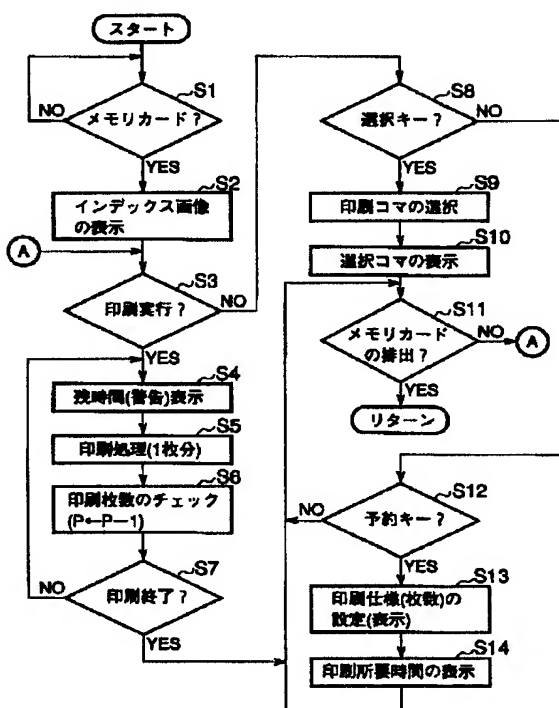 スタート
S1
メモリカード？
NO
YES
S2
インデックス画像
の表示
A
S3
印刷実行？
NO
YES
S4
残時間(警告)表示
S5
印刷処理(1枚分)
S6
印刷枚数のチェック
(P←P−1)
S7
印刷終了？
NO
YES
S8
選択キー？
NO
YES
S9
印刷コマの選択
S10
選択コマの表示
S11
メモリカード
の排出？
NO
A
YES
リターン
S12
予約キー？
NO
YES
S13
印刷仕様(枚数)の
設定(表示)
S14
印刷所要時間の表示